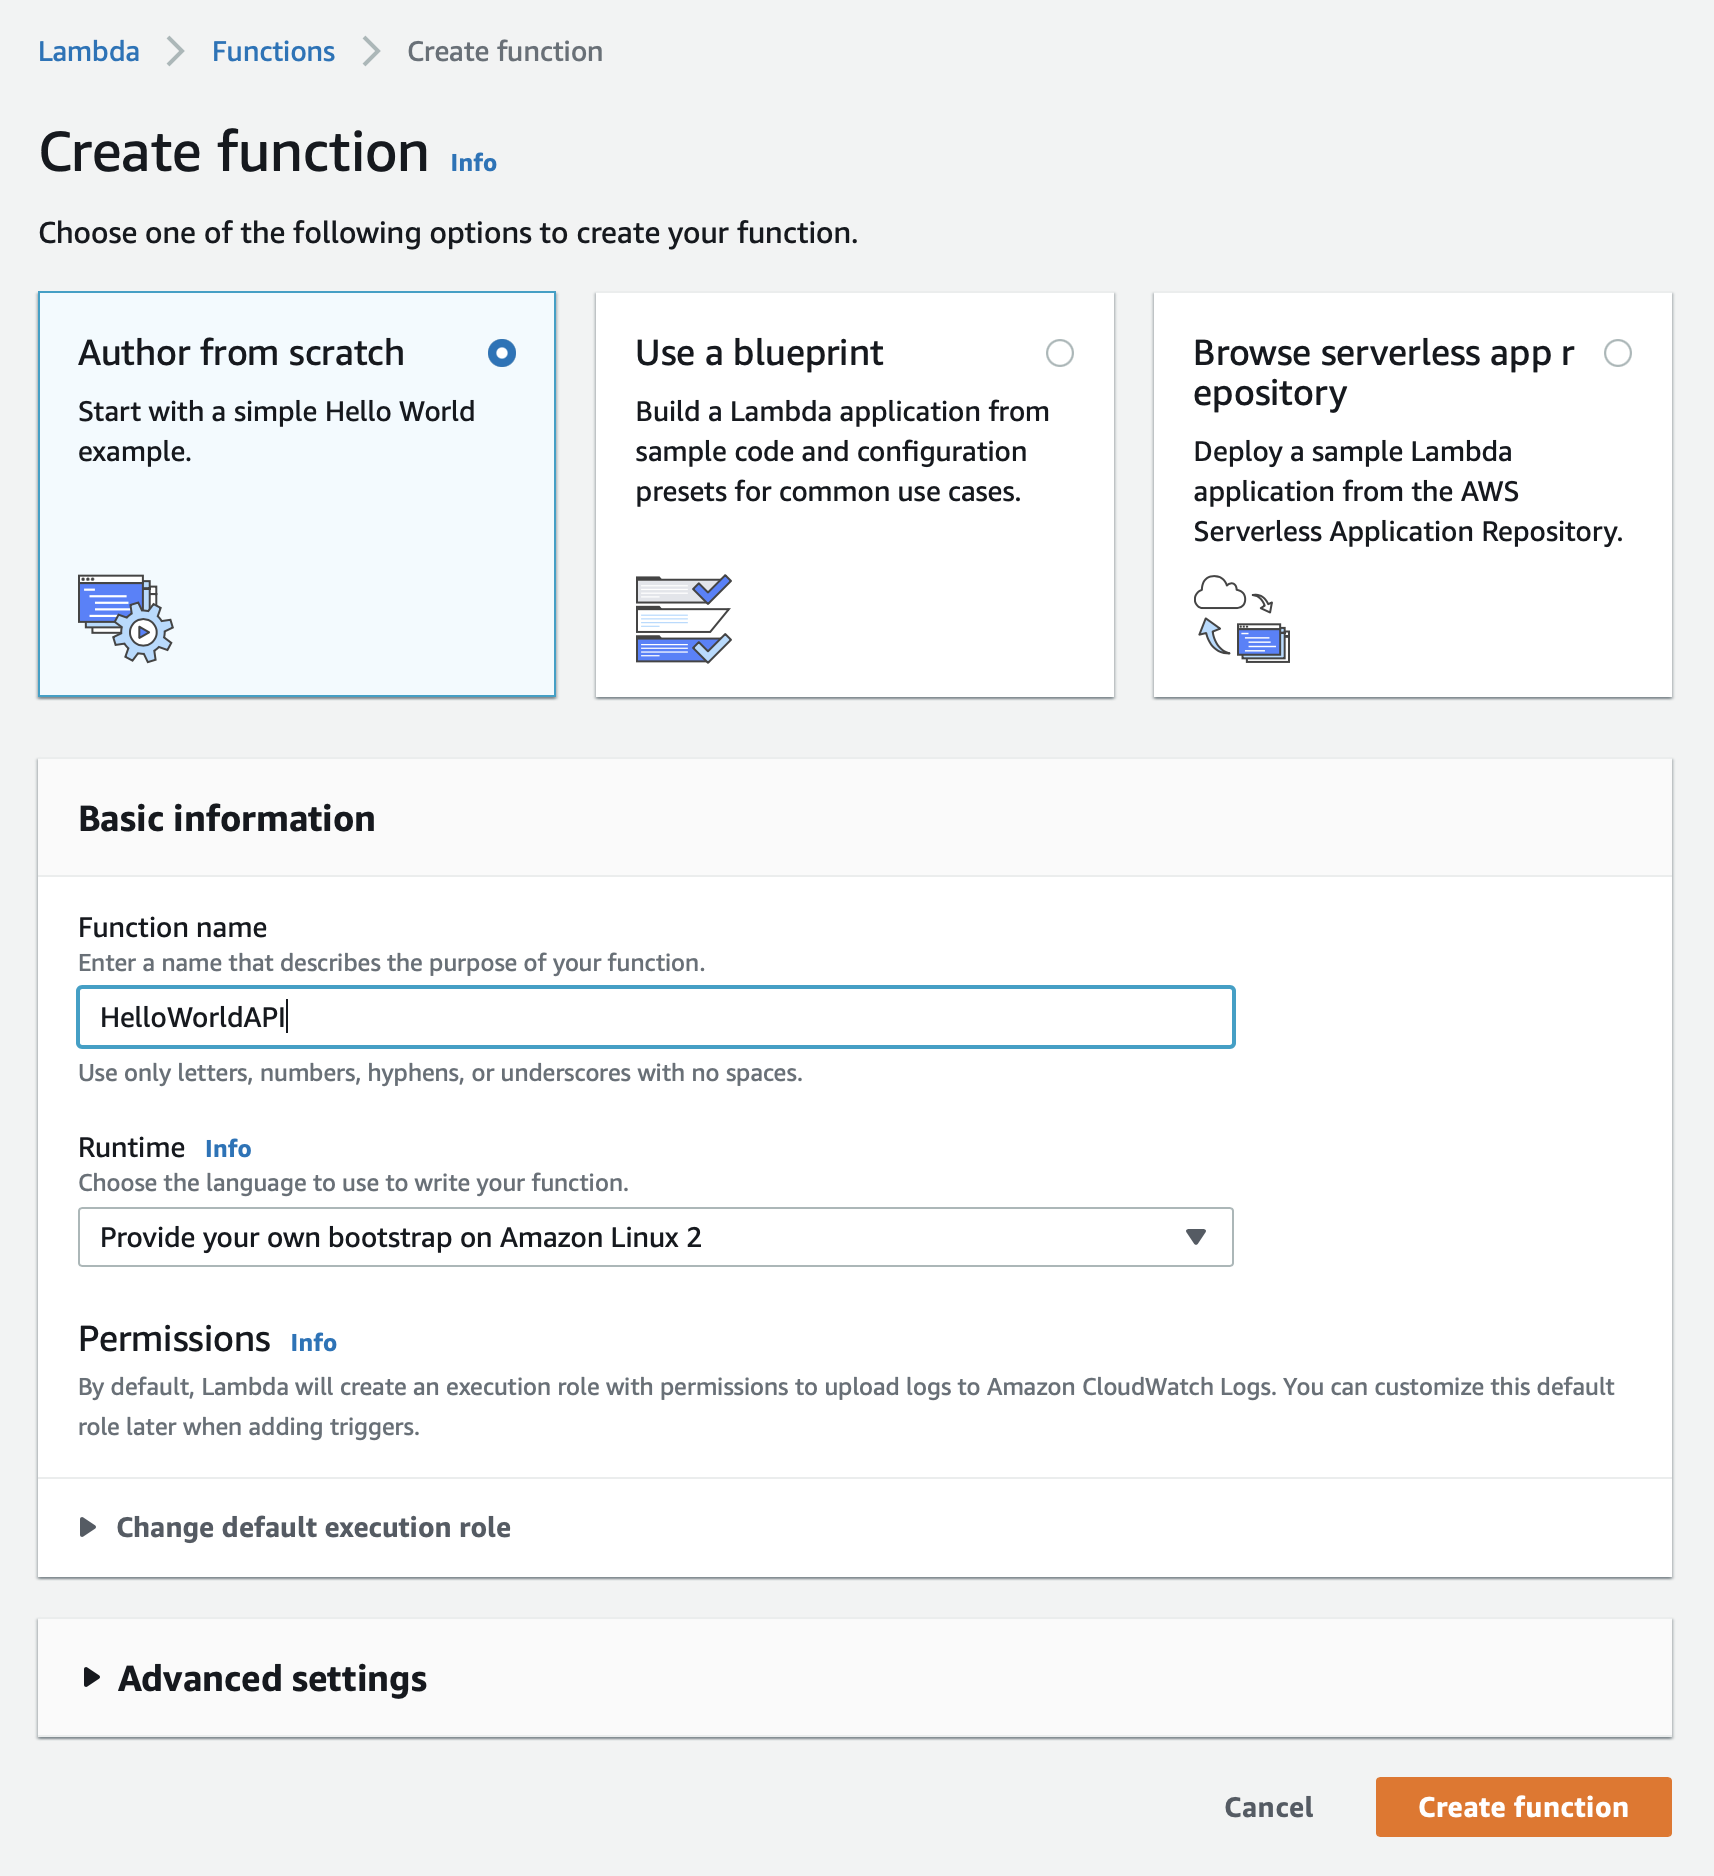 Lambda > Functions > Create function
Create function Info
Choose one of the following options to create your function.
Author from scratch
Start with a simple Hello World
example.
Use a blueprint
Build a Lambda application from
sample code and configuration
presets for common use cases.
Browse serverless app r
epository
Deploy a sample Lambda
application from the AWS
Serverless Application Repository.
Basic information
Function name
Enter a name that describes the purpose of your function.
HelloWorldAPI
Use only letters, numbers, hyphens, or underscores with no spaces.
Runtime Info
Choose the language to use to write your function.
Provide your own bootstrap on Amazon Linux 2
Permissions Info
By default, Lambda will create an execution role with permissions to upload logs to Amazon CloudWatch Logs. You can customize this default
role later when adding triggers.
Change default execution role
Advanced settings
Cancel
Create function